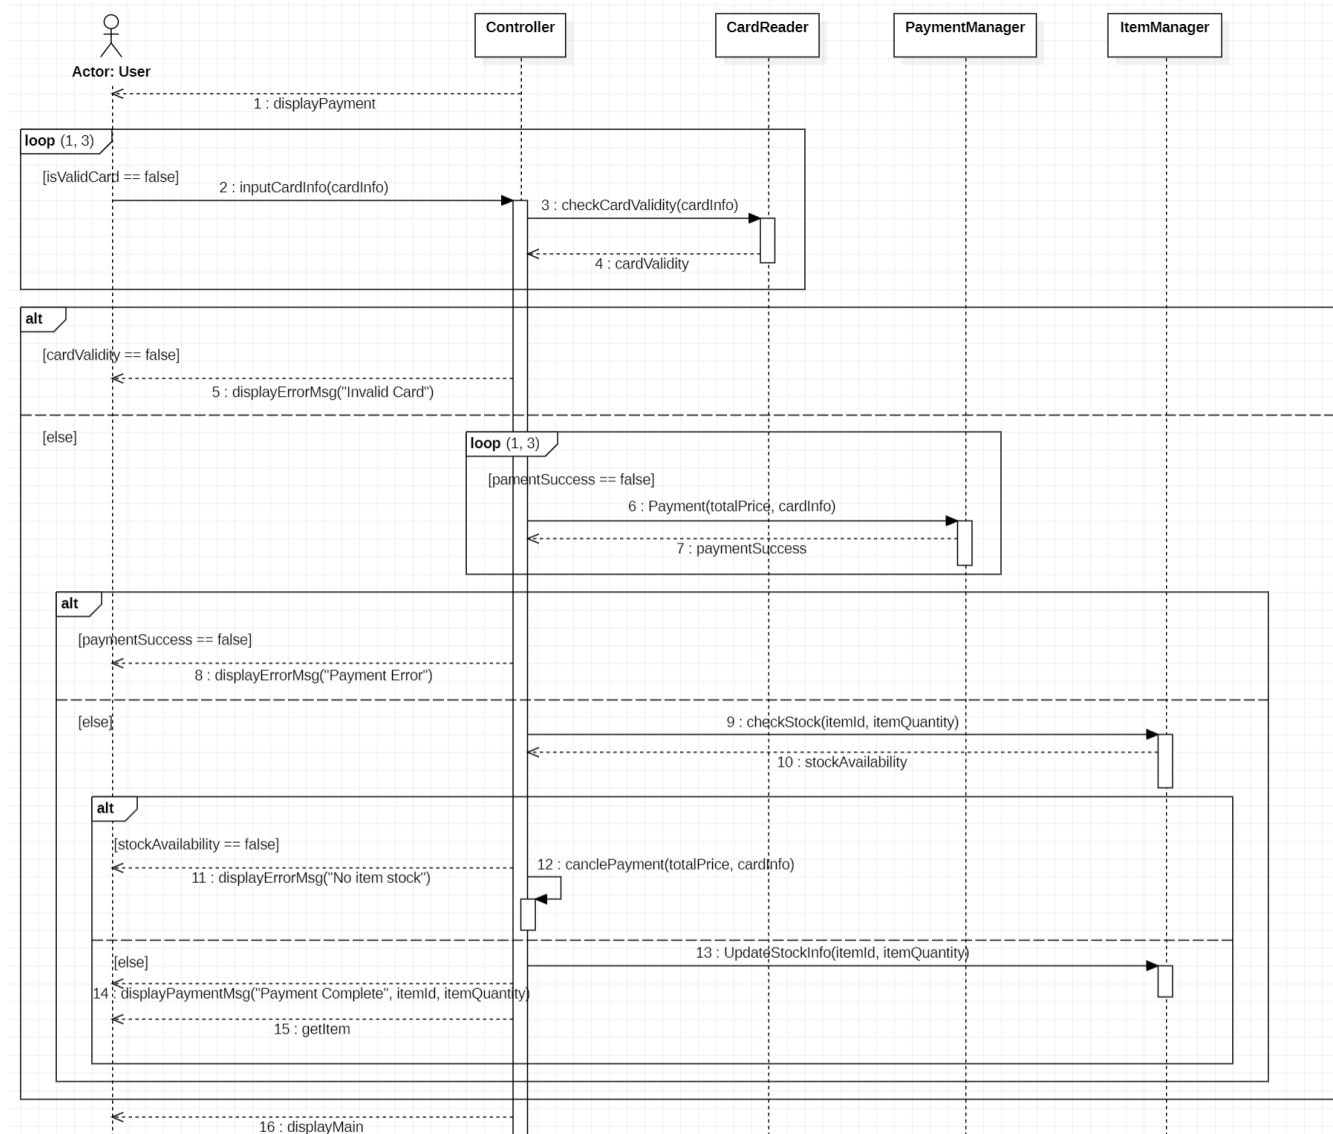 Controller
CardReader
PaymentManager
ItemManager
Actor: User
1 : displayPayment
loop (1, 3)
[isValidCard == false]
2 : inputCardInfo(cardInfo)
3 : checkCardValidity(cardInfo)
4 : cardValidity
alt
[cardValidity == false]
5 : displayErrorMsg("Invalid Card")
[else]
loop (1, 3)
[pamentSuccess == false]
6 : Payment(totalPrice, cardInfo)
7 : paymentSuccess
alt
[paymentSuccess == false]
8 : displayErrorMsg("Payment Error")
[else]
9 : checkStock(itemId, itemQuantity)
10 : stockAvailability
alt
[stockAvailability == false]
12 : canclePayment(totalPrice, cardInfo)
11 : displayErrorMsg("No item stock")
13 : UpdateStockInfo(itemId, itemQuantity)
[else]
14 : displayPaymentMsg("Payment Complete", itemId, itemQuantity)
15 : getItem
16 : displayMain